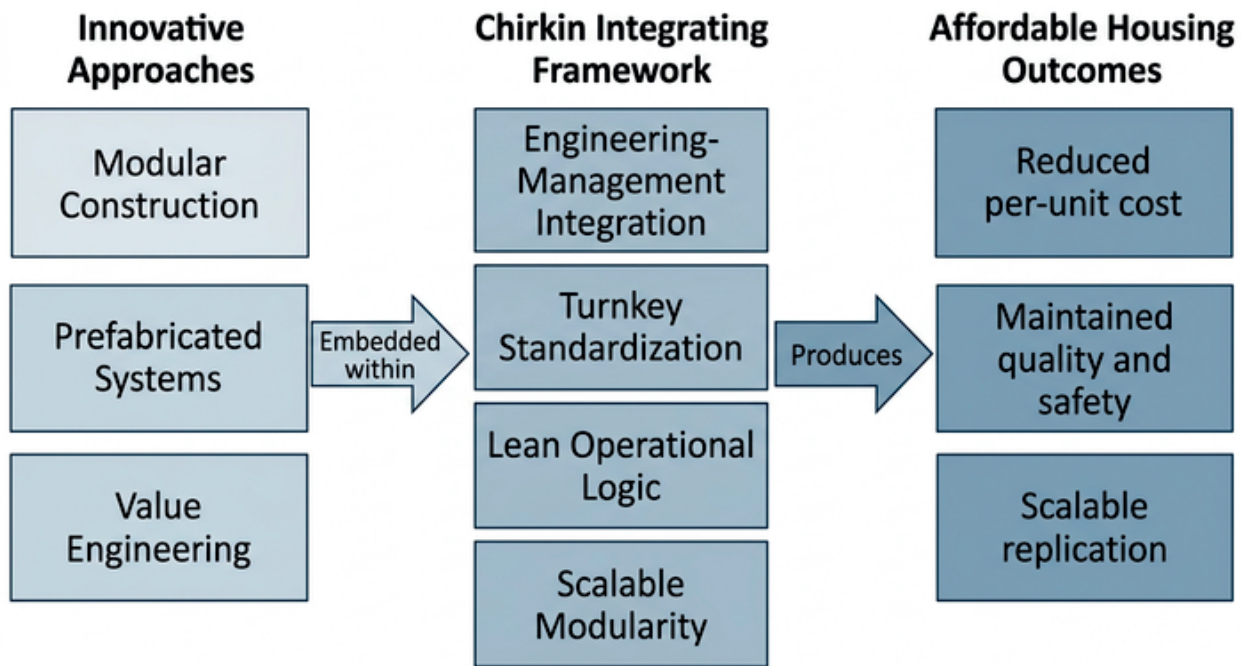 Innovative
Approaches
Modular
Construction
Prefabricated
Systems
Value
Engineering
Embedded
within
Chirkin Integrating
Framework
Engineering-
Management
Integration
Turnkey
Standardization
Lean Operational
Logic
Scalable
Modularity
Produces
Affordable Housing
Outcomes
Reduced
per-unit cost
Maintained
quality and
safety
Scalable
replication